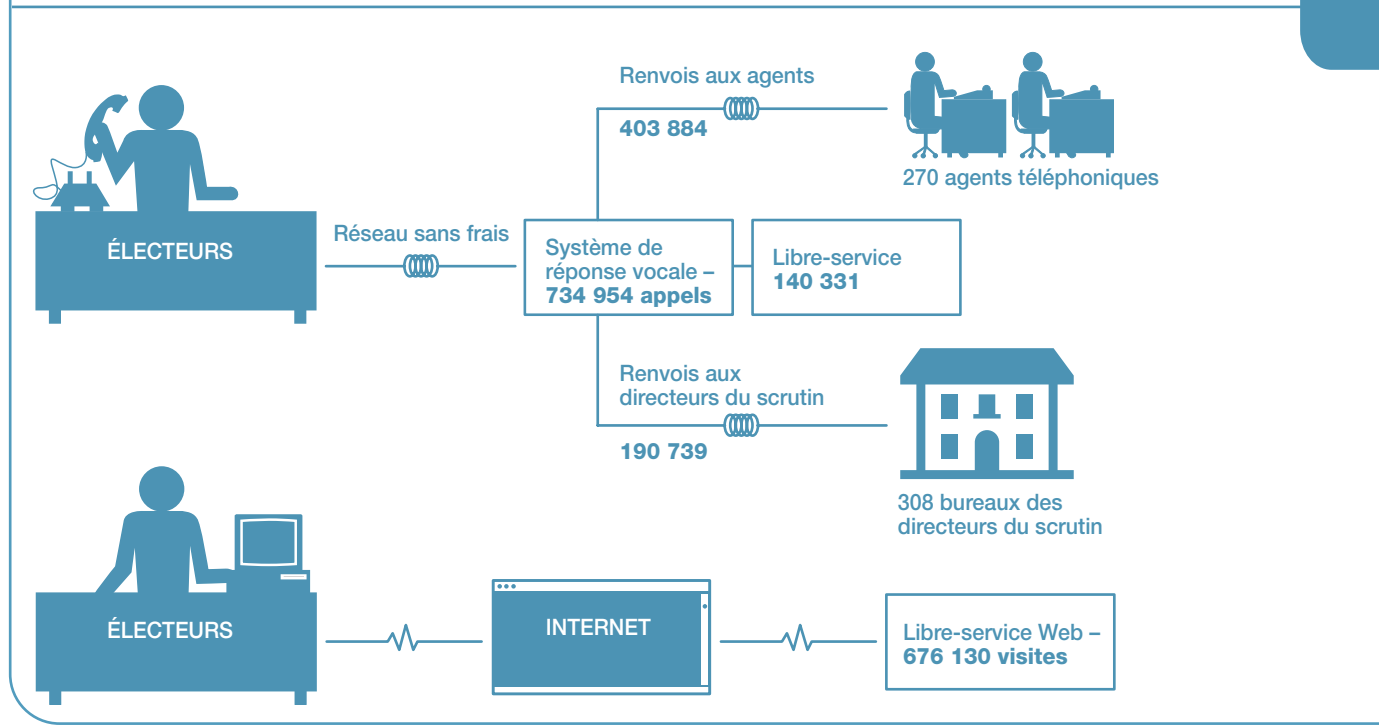 Renvois aux agents
403 884
270 agents téléphoniques
ÉLECTEURS
Réseau sans frais
Système de
réponse vocale –
734 954 appels
Libre-service
140 331
Renvois aux
directeurs du scrutin
190 739
308 bureaux des
directeurs du scrutin
ÉLECTEURS
INTERNET
Libre-service Web –
676 130 visites